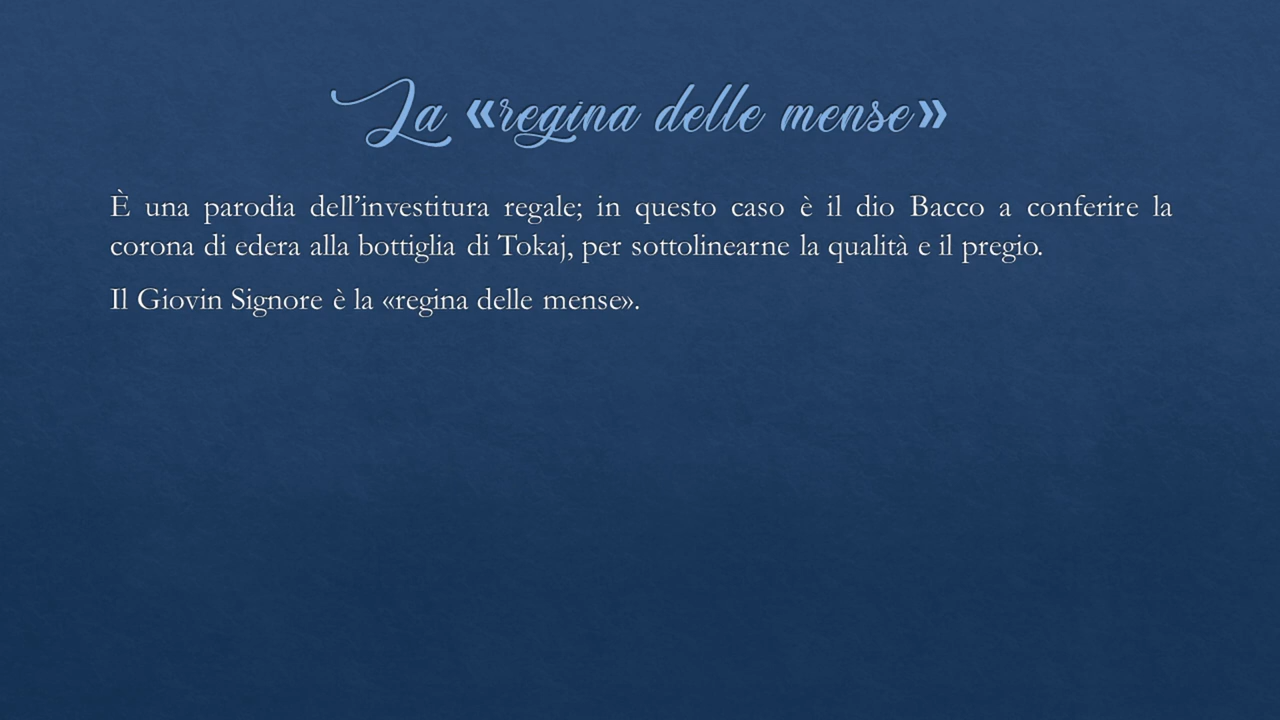 La «regina delle mense»
È una parodia dell’investitura regale; in questo caso è il dio Bacco a conferire la
corona di edera alla bottiglia di Tokaj, per sottolinearne la qualità e il pregio.
Il Giovin Signore è la «regina delle mense».